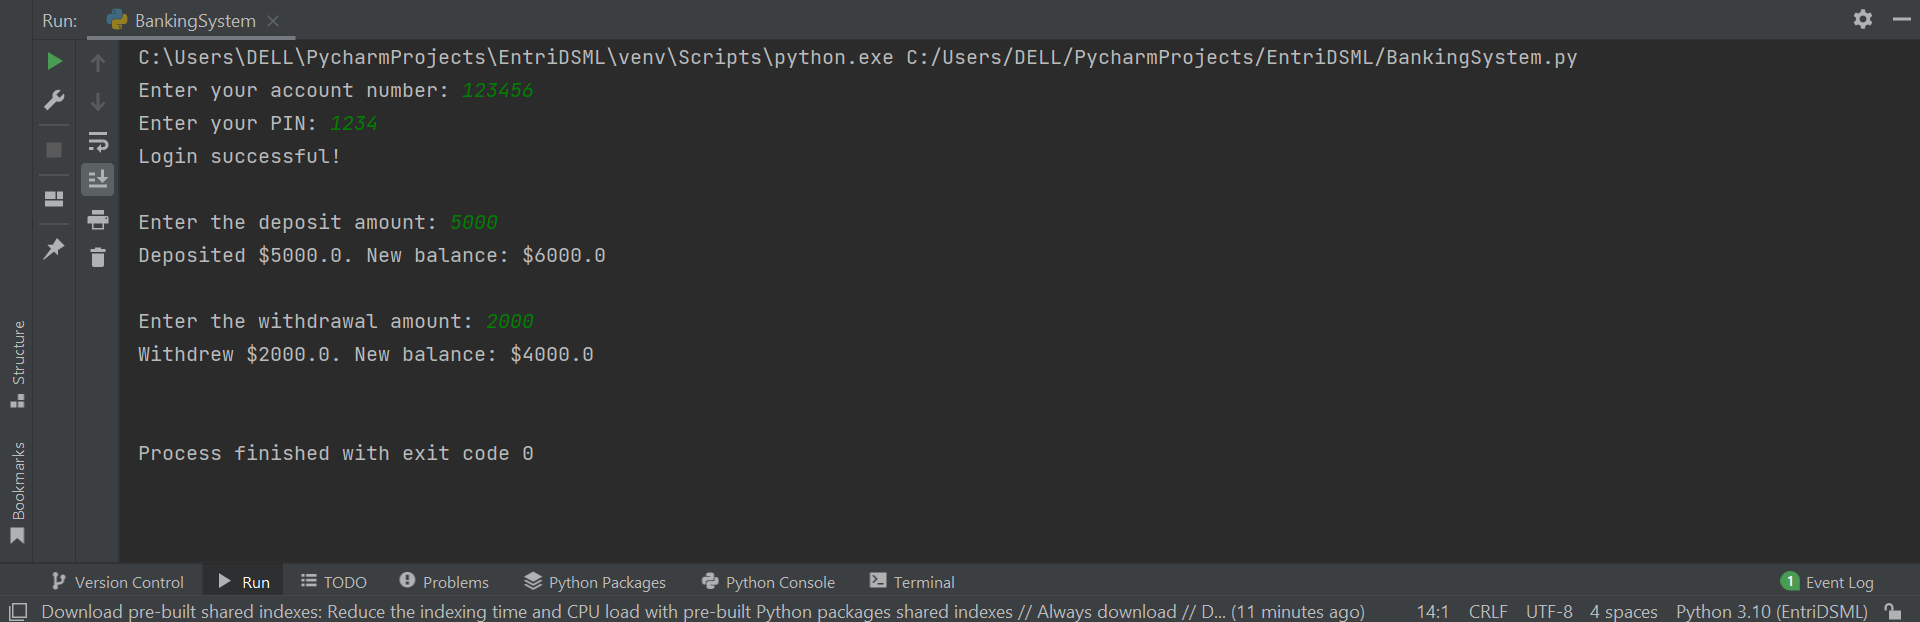 Run: BankingSystem
C:\Users\DELL\PycharmProjects\EntriDSML\venv\Scripts\python.exe C:/Users/DELL/PycharmProjects/EntriDSML/BankingSystem.py
Enter your account number: 123456
Enter your PIN: 1234
Login successful!
Enter the deposit amount: 5000
Deposited $5000.0. New balance: $6000.0
Enter the withdrawal amount: 2000
Withdrew $2000.0. New balance: $4000.0
Process finished with exit code 0
Structure
Bookmarks
Version Control Run TODO Problems Python Packages Python Console Terminal 1 Event Log
Download pre-built shared indexes: Reduce the indexing time and CPU load with pre-built Python packages shared indexes // Always download // D... (11 minutes ago) 14:1 CRLF UTF-8 4 spaces Python 3.10 (EntriDSML)